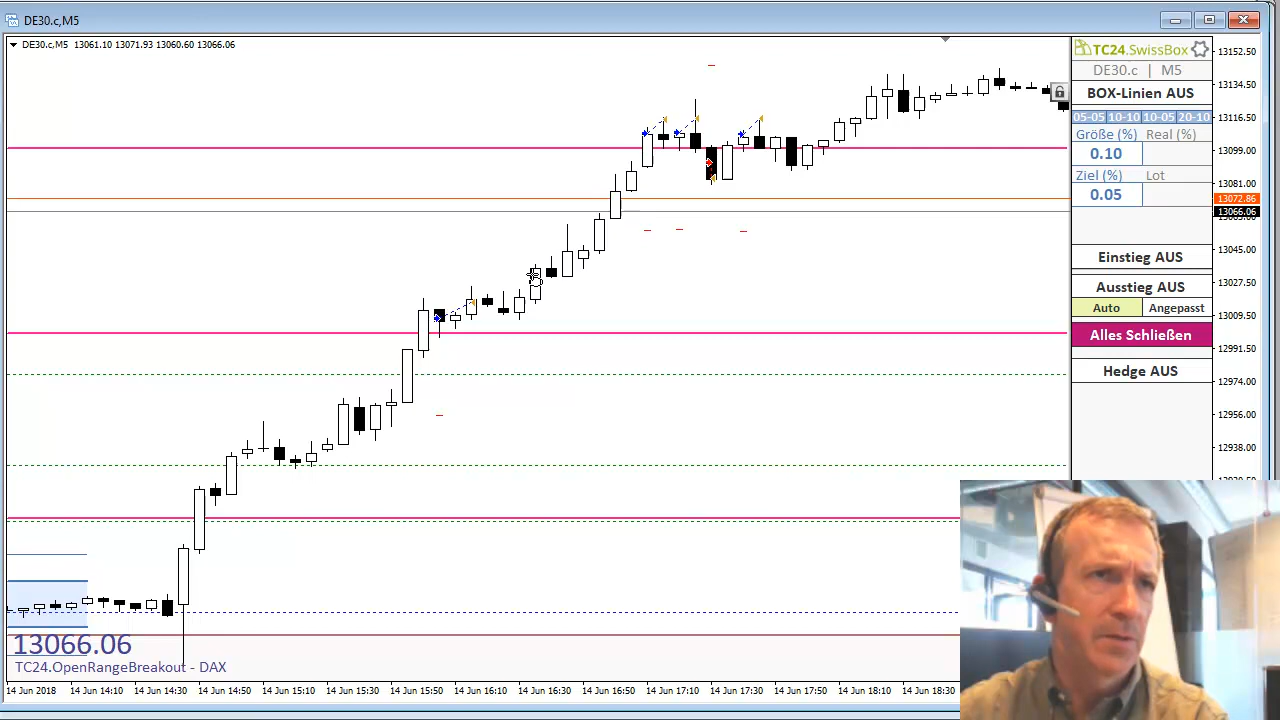 DE30.c,M5
DE30.c,M5 13061.10 13071.93 13060.60 13066.06
TC24.SwissBox
DE30.c | M5
BOX-Linien AUS
05-05 10-10 10-05 20-10
Größe (%) Real (%)
0.10
Ziel (%) Lot
0.05
Einstieg AUS
Ausstieg AUS
Auto Angepasst
Alles Schließen
Hedge AUS
13152.50
13134.50
13116.50
13099.00
13081.00
13072.86
13066.06
13045.00
13027.50
13009.50
12991.50
12974.00
12956.00
12938.00
13066.06
TC24.OpenRangeBreakout - DAX
14 Jun 2018 14 Jun 14:10 14 Jun 14:30 14 Jun 14:50 14 Jun 15:10 14 Jun 15:30 14 Jun 15:50 14 Jun 16:10 14 Jun 16:30 14 Jun 16:50 14 Jun 17:10 14 Jun 17:30 14 Jun 17:50 14 Jun 18:10 14 Jun 18:30